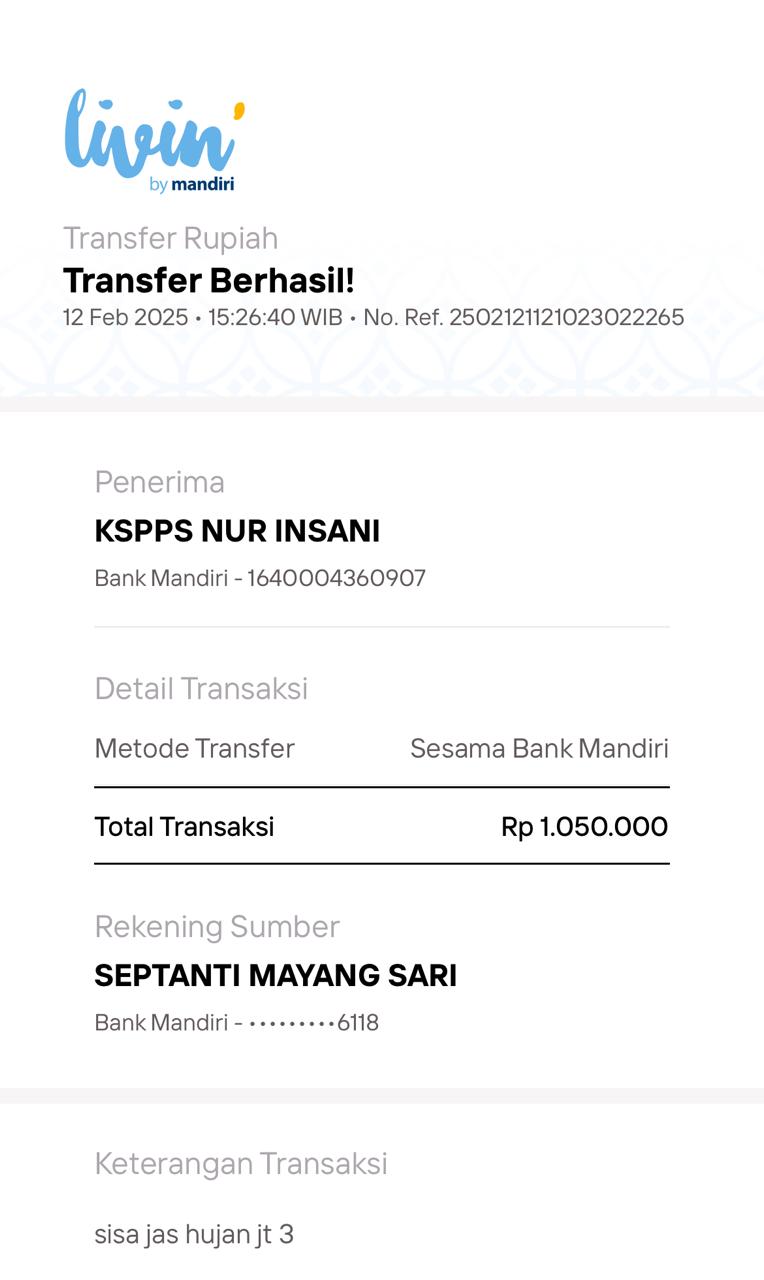 livin'
by mandiri
Transfer Rupiah
Transfer Berhasil!
12 Feb 2025 • 15:26:40 WIB • No. Ref. 2502121121023022265
Penerima
KSPPS NUR INSANI
Bank Mandiri - 1640004360907
Detail Transaksi
Metode Transfer Sesama Bank Mandiri
Total Transaksi Rp 1.050.000
Rekening Sumber
SEPTANTI MAYANG SARI
Bank Mandiri - •••••••••6118
Keterangan Transaksi
sisa jas hujan jt 3